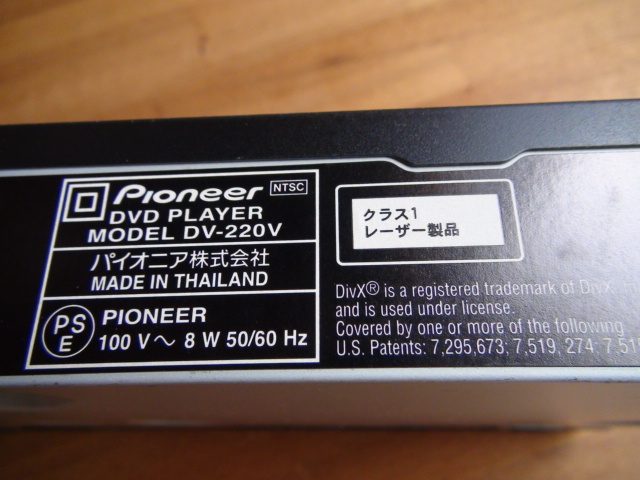 Pioneer NTSC
DVD PLAYER
MODEL DV-220V
パイオニア株式会社
MADE IN THAILAND
PSE PIONEER
100 V～ 8 W 50/60 Hz
クラス1
レーザー製品
DivX® is a registered trademark of DivX,
and is used under license.
Covered by one or more of the following
U.S. Patents: 7,295,673; 7,519, 274; 7,515